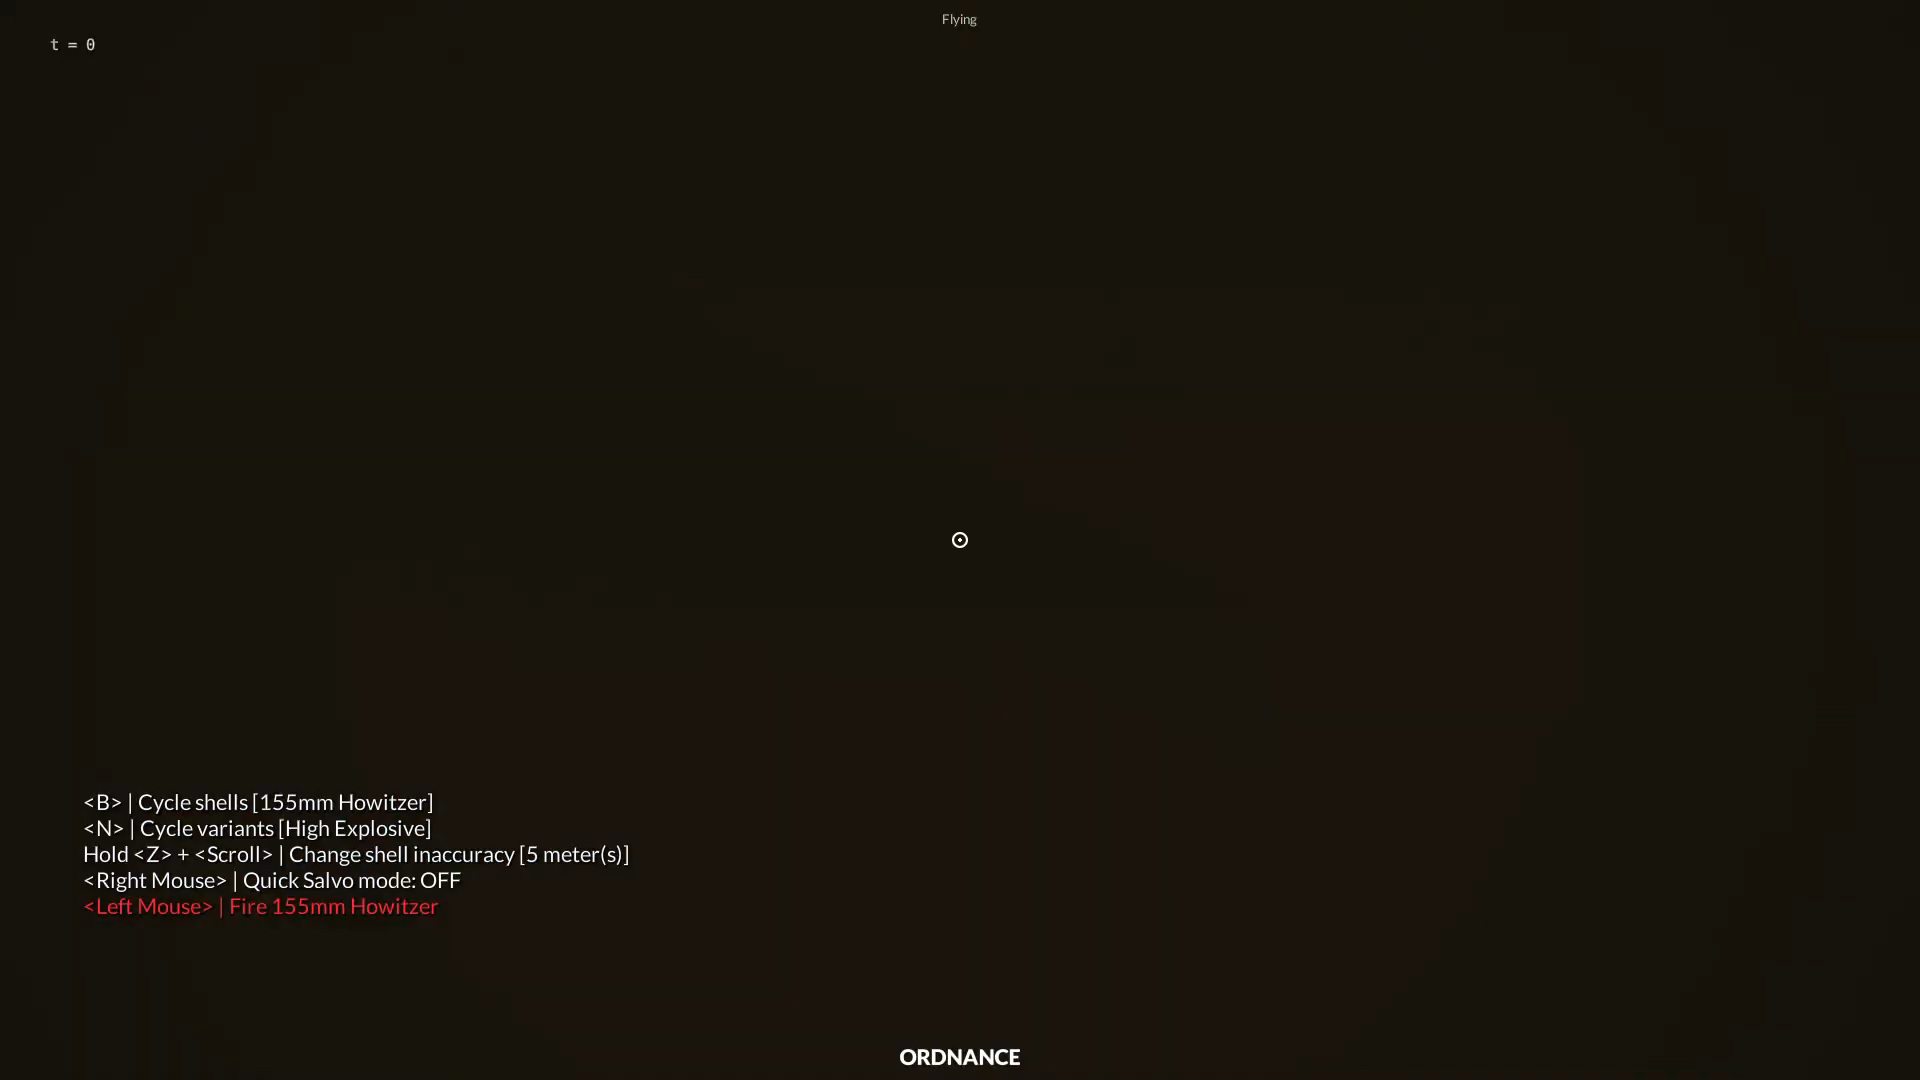 Flying
t = 0
<B> | Cycle shells [155mm Howitzer]
<N> | Cycle variants [High Explosive]
Hold <Z> + <Scroll> | Change shell inaccuracy [5 meter(s)]
<Right Mouse> | Quick Salvo mode: OFF
<Left Mouse> | Fire 155mm Howitzer
ORDNANCE